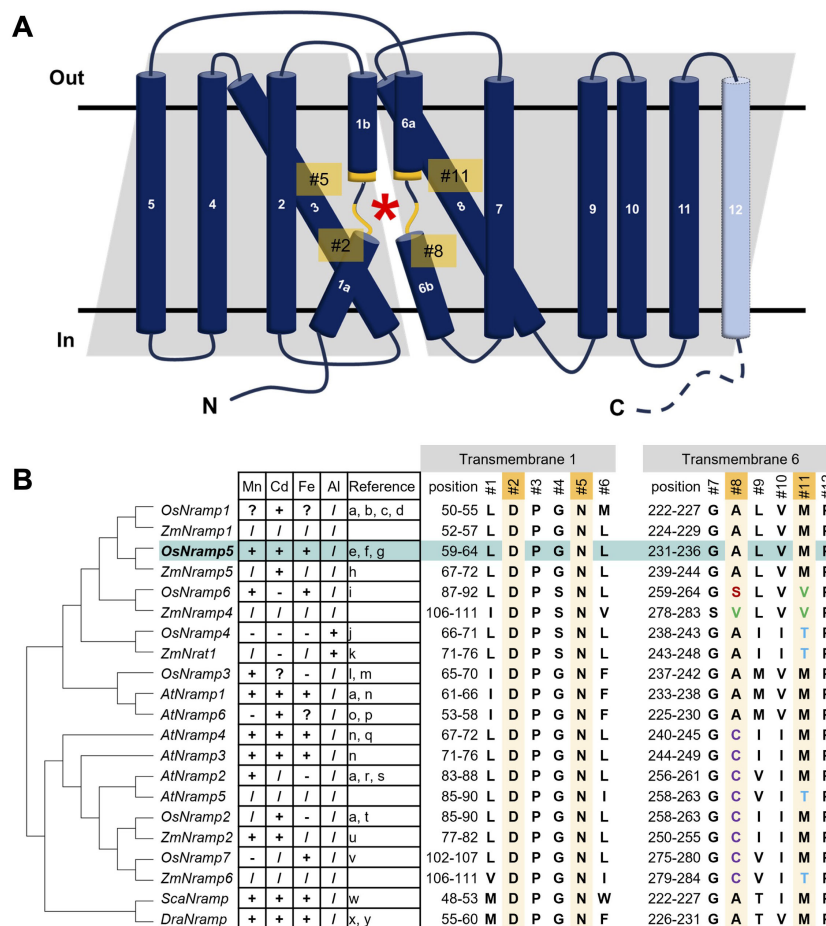 A
Out
In
5
4
2
3
1b
6a
1a
6b
8
7
9
10
11
12
#5
#11
#2
#8
*
N
C
B
Transmembrane 1 Transmembrane 6
Mn Cd Fe Al Reference position #1 #2 #3 #4 #5 #6 position #7 #8 #9 #10 #11 #12
OsNramp1 ? + ? / a, b, c, d 50-55 L D P G N M 222-227 G A L V M
ZmNramp1 / / / / 52-57 L D P G N L 224-229 G A L V M
OsNramp5 + + + / e, f, g 59-64 L D P G N L 231-236 G A L V M
ZmNramp5 / + / / h 67-72 L D P G N L 239-244 G A L V M
OsNramp6 + - + / i 87-92 L D P S N L 259-264 G S L V V
ZmNramp4 / / / / 106-111 I D P S N V 278-283 S V L V V
OsNramp4 - - - + j 66-71 L D P S N L 238-243 G A I I T
ZmNrat1 / - / + k 71-76 L D P S N L 243-248 G A I I T
OsNramp3 + ? - / l, m 65-70 I D P G N F 237-242 G A M V M
AtNramp1 + + + / a, n 61-66 I D P G N F 233-238 G A M V M
AtNramp6 - + ? / o, p 53-58 I D P G N F 225-230 G A M V M
AtNramp4 + + + / n, q 67-72 L D P G N L 240-245 G C I I M
AtNramp3 + + + / n 71-76 L D P G N L 244-249 G C I I M
AtNramp2 + / - / a, r, s 83-88 L D P G N L 256-261 G C V I M
AtNramp5 / / / / 85-90 L D P G N I 258-263 G C V I T
OsNramp2 / + - / a, t 85-90 L D P G N L 258-263 G C I I M
ZmNramp2 + + / / u 77-82 L D P G N L 250-255 G C I I M
OsNramp7 - / + / v 102-107 L D P G N L 275-280 G C V I M
ZmNramp6 / / / / 106-111 V D P G N I 279-284 G C V I T
ScaNramp + + + / w 48-53 M D P G N W 222-227 G A T I M
DraNramp + + + / x, y 55-60 M D P G N F 226-231 G A T V M